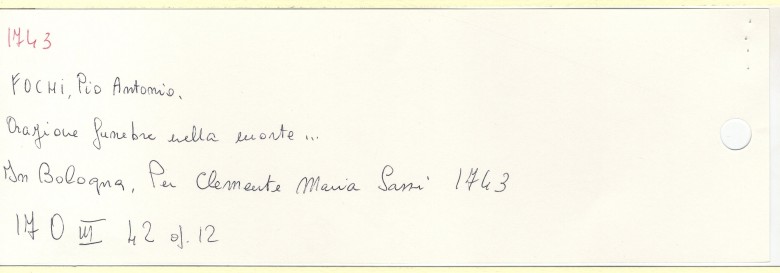 1743
FOCHI, Pio Antonio.
Orazione funebre nella morte...
In Bologna, Per Clemente Maria Sassi 1743
17 O III 42 op. 12